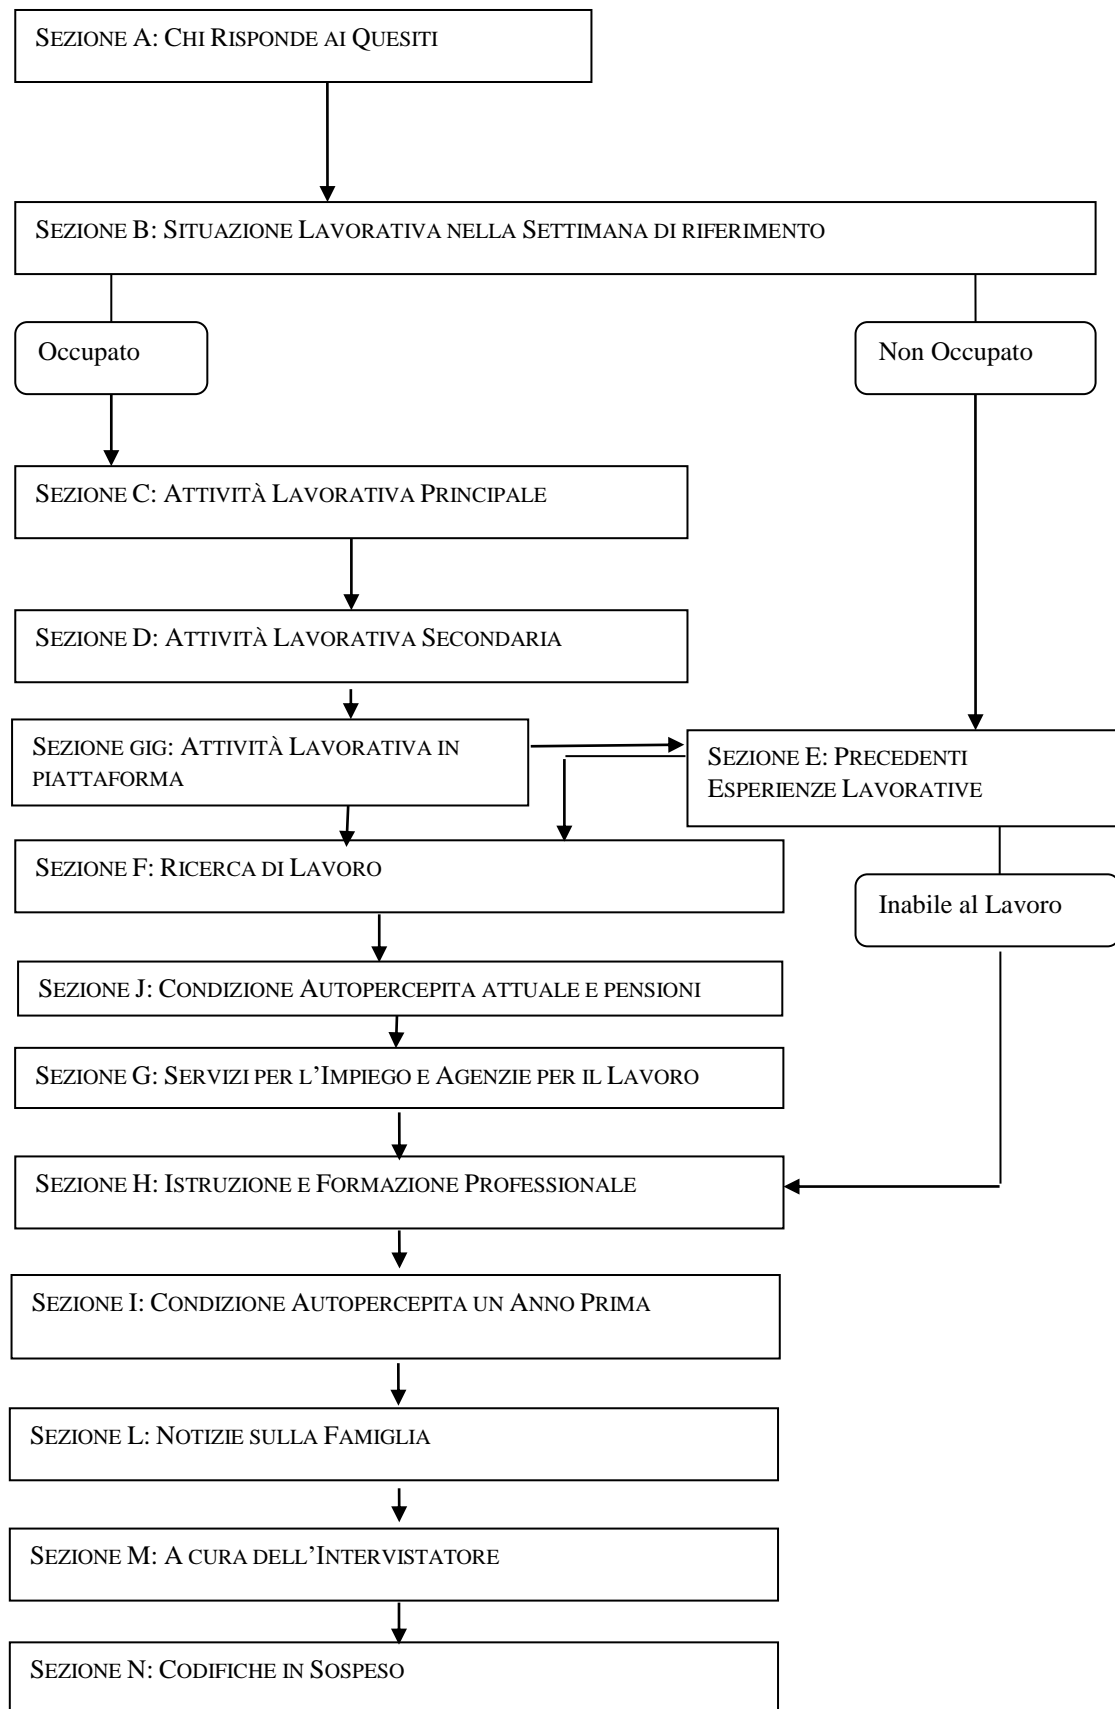 SEZIONE A: CHI RISPONDE AI QUESITI
SEZIONE B: SITUAZIONE LAVORATIVA NELLA SETTIMANA DI RIFERIMENTO
Occupato
Non Occupato
SEZIONE C: ATTIVITÀ LAVORATIVA PRINCIPALE
SEZIONE D: ATTIVITÀ LAVORATIVA SECONDARIA
SEZIONE GIG: ATTIVITÀ LAVORATIVA IN
PIATTAFORMA
SEZIONE E: PRECEDENTI
ESPERIENZE LAVORATIVE
SEZIONE F: RICERCA DI LAVORO
Inabile al Lavoro
SEZIONE J: CONDIZIONE AUTOPERCEPITA ATTUALE E PENSIONI
SEZIONE G: SERVIZI PER L’IMPIEGO E AGENZIE PER IL LAVORO
SEZIONE H: ISTRUZIONE E FORMAZIONE PROFESSIONALE
SEZIONE I: CONDIZIONE AUTOPERCEPITA UN ANNO PRIMA
SEZIONE L: NOTIZIE SULLA FAMIGLIA
SEZIONE M: A CURA DELL’INTERVISTATORE
SEZIONE N: CODIFICHE IN SOSPESO